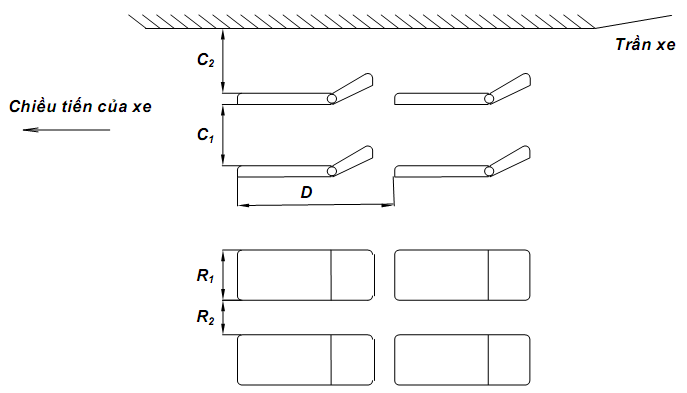 Trần xe
C2
Chiều tiến của xe
C1
D
R1
R2